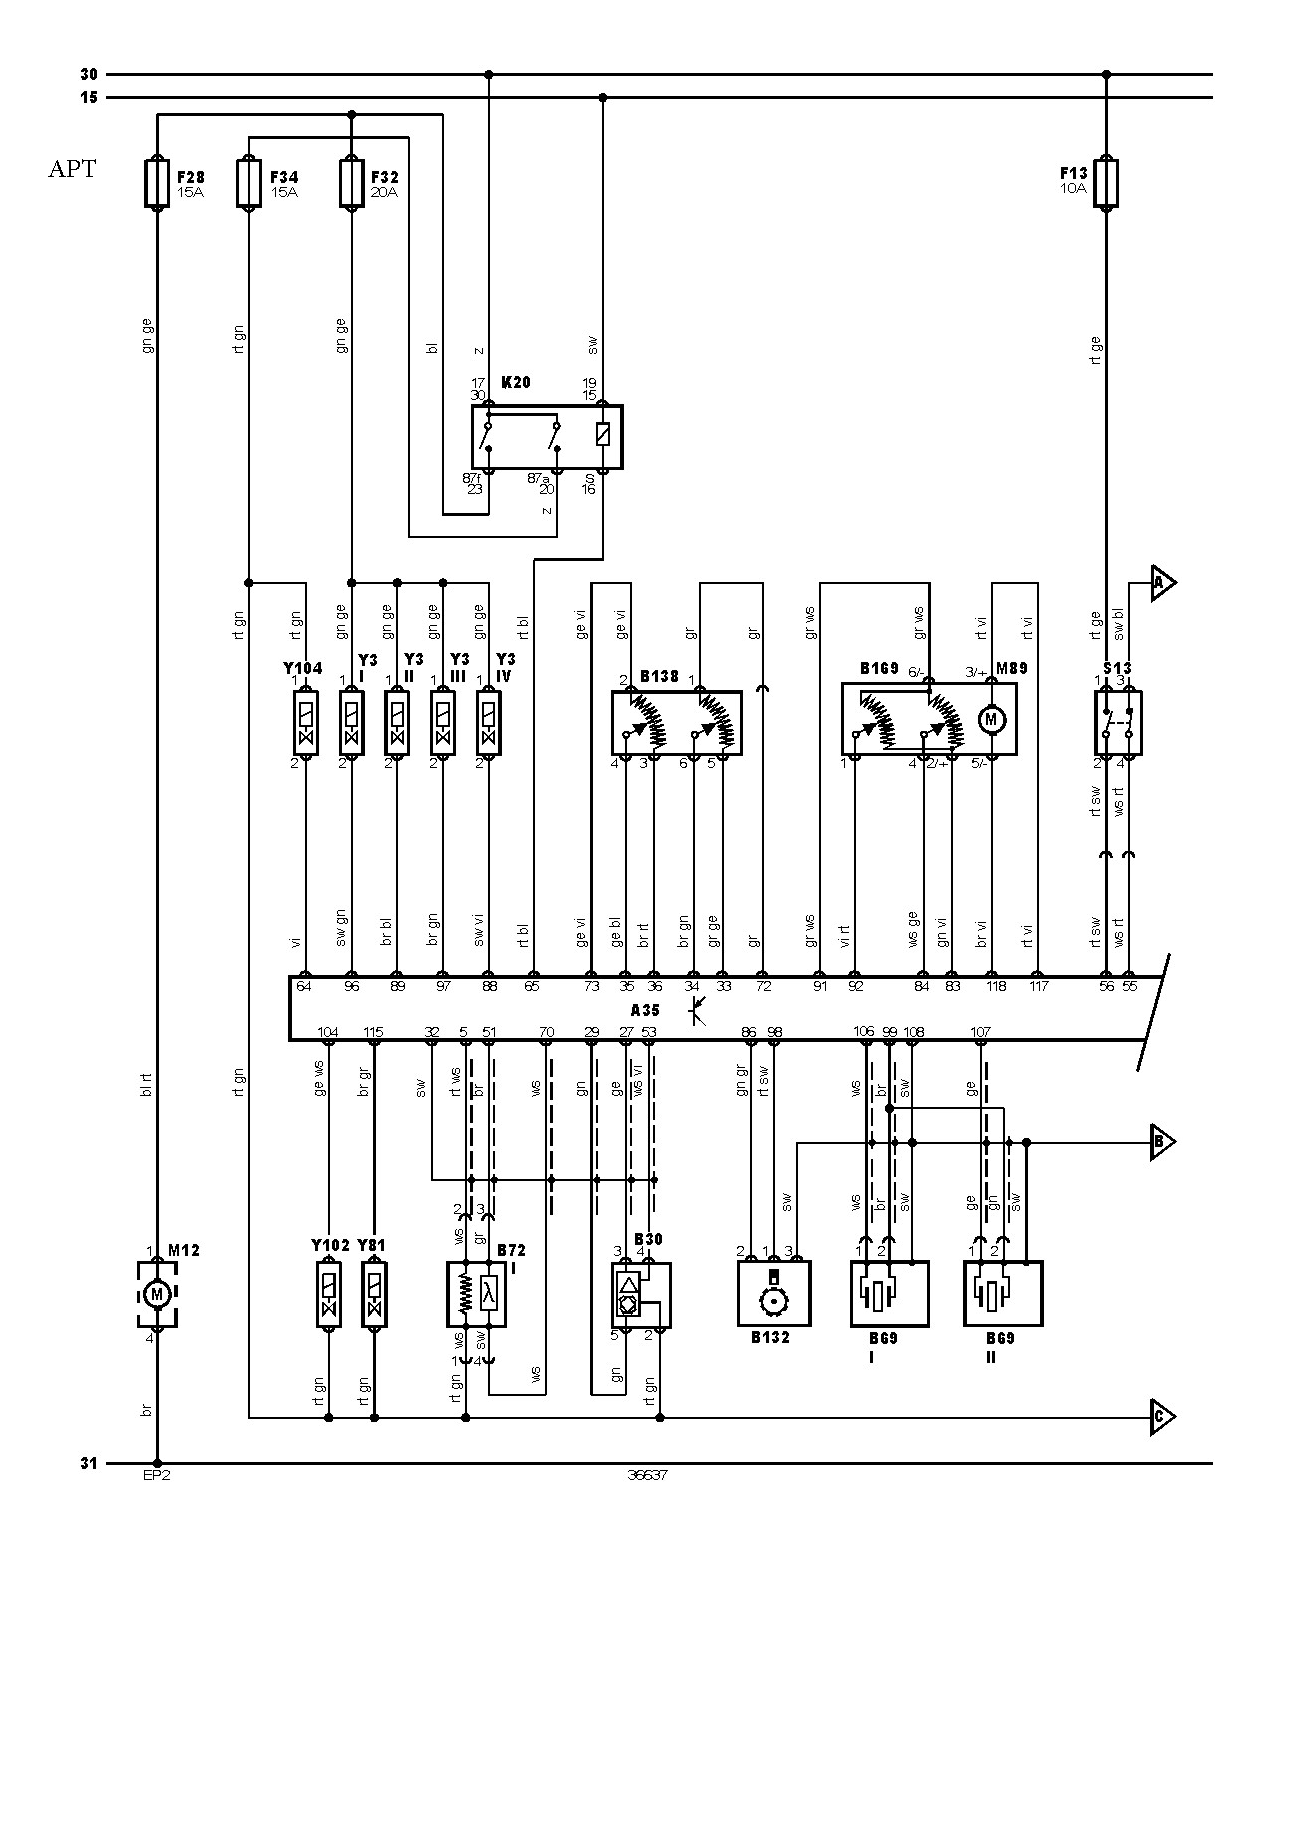 30
15
APT
F28
15A
F34
15A
F32
20A
F13
10A
gn ge
rt gn
gn ge
bl
z
sw
rt ge
17
30
K20
19
15
87f
23
87a
20
S
16
z
A
rt gn
rt gn
gn ge
gn ge
gn ge
gn ge
rt bl
ge vi
ge vi
gr
gr
gr ws
gr ws
rt vi
rt vi
rt ge
sw bl
Y104
Y3
I
Y3
II
Y3
III
Y3
IV
B138
B169
M89
S13
1 1 1 1 1 2 1 6/- 3/+ 1 3
M
2 2 2 2 2 4 3 6 5 1 4 2/+ 5/- 2 4
rt sw
ws rt
vi
sw gn
br bl
br gn
sw vi
rt bl
ge vi
ge bl
br rt
br gn
gr ge
gr
gr ws
vi rt
ws ge
gn vi
br vi
rt vi
rt sw
ws rt
64 96 89 97 88 65 73 35 36 34 33 72 91 92 84 83 118 117 56 55
A35
104 115 32 5 51 70 29 27 53 86 98 106 99 108 107
bl rt
rt gn
ge ws
br gr
sw
rt ws
br
ws
gn
ge
ws vi
gn gr
rt sw
ws
br
sw
ge
B
ws
br
sw
ge
gn
sw
sw
2 3
ws
gr
1
M12
Y102
Y81
B72
I
B30
3 4
2 1 3
1 2
1 2
M
λ
4
5 2
B132
B69
I
B69
II
ws
sw
1 4
br
rt gn
rt gn
rt gn
ws
gn
rt gn
C
31
EP2
36637